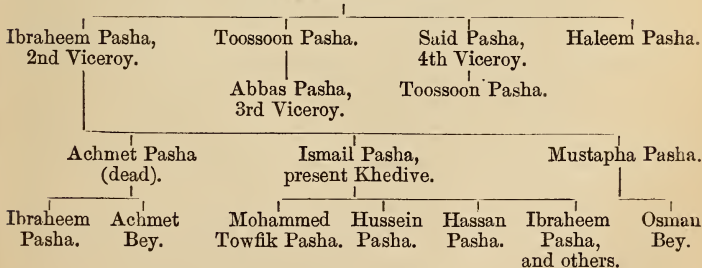 Ibraheem Pasha, Toossoon Pasha. Said Pasha, Haleem Pasha.
2nd Viceroy. 4th Viceroy.
Abbas Pasha, Toossoon Pasha.
3rd Viceroy.
Achmet Pasha Ismail Pasha, Mustapha Pasha.
(dead). present Khedive.
Ibraheem Achmet Mohammed Hussein Hassan Ibraheem Osman
Pasha. Bey. Towfik Pasha. Pasha. Pasha. Pasha, Bey.
and others.